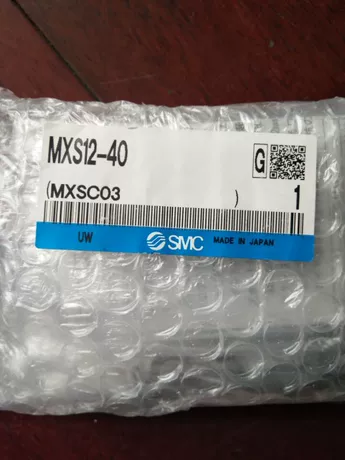 MXS12-40
G
(MXSC03 ) 1
UW SMC MADE IN JAPAN